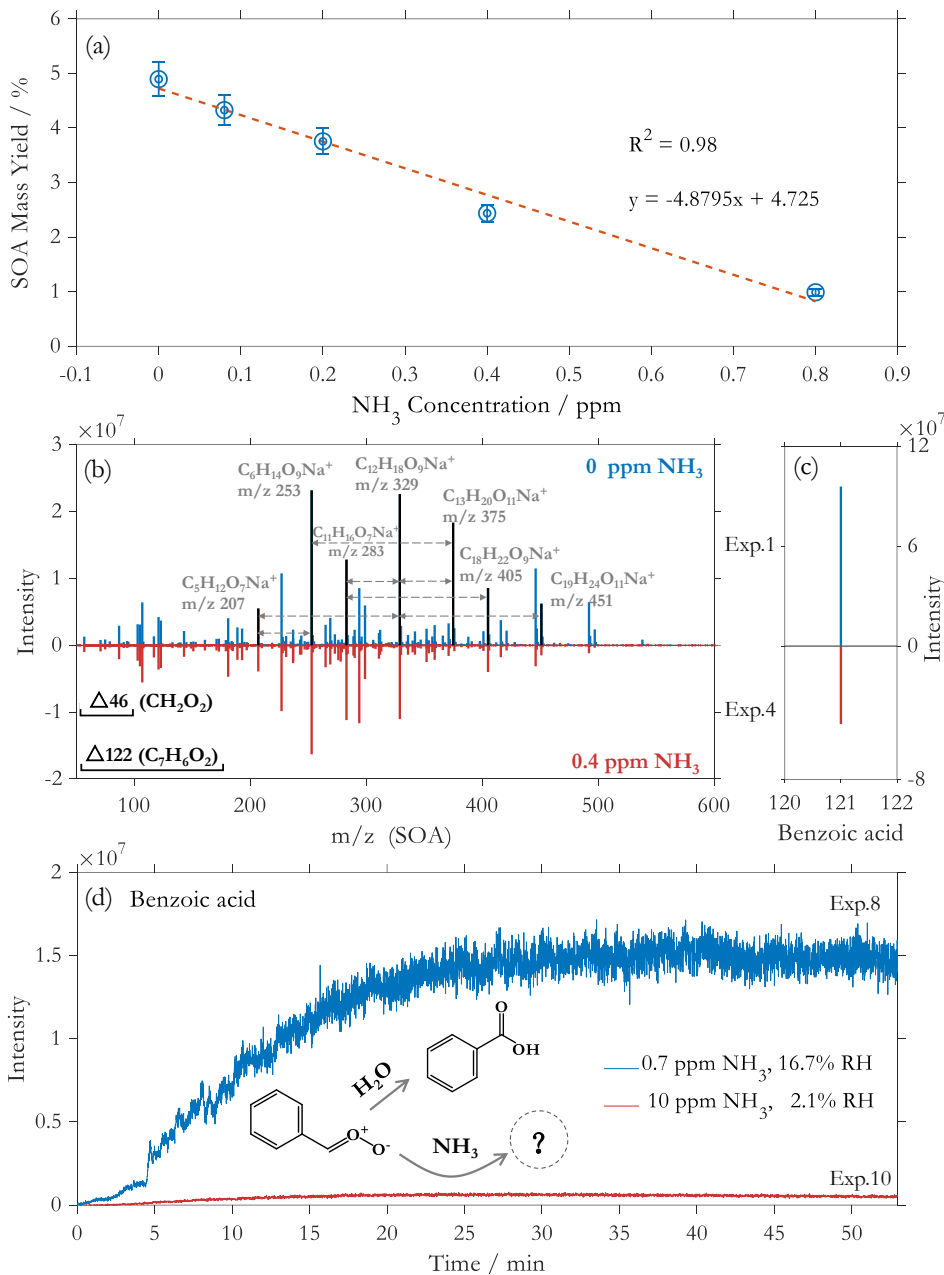 (a)
SOA Mass Yield / %
6
5
4
3
2
1
0
R² = 0.98
y = -4.8795x + 4.725
-0.1 0 0.1 0.2 0.3 0.4 0.5 0.6 0.7 0.8 0.9
NH₃ Concentration / ppm
×10⁷
(b)
0 ppm NH₃
Intensity
3
2
1
0
-1
-2
C₆H₁₄O₉Na⁺
m/z 253
C₁₂H₁₈O₉Na⁺
m/z 329
C₁₃H₂₀O₁₁Na⁺
m/z 375
C₁₁H₁₆O₇Na⁺
m/z 283
C₁₈H₂₂O₉Na⁺
m/z 405
C₅H₁₂O₇Na⁺
m/z 207
C₁₉H₂₄O₁₁Na⁺
m/z 451
△46 (CH₂O₂)
△122 (C₇H₆O₂)
0.4 ppm NH₃
100 200 300 400 500 600
m/z (SOA)
(c)
×10⁷
12
6
0
-8
Intensity
Exp.1
Exp.4
120 121 122
Benzoic acid
×10⁷
(d) Benzoic acid
Intensity
2
1.5
1
0.5
0
Exp.8
0.7 ppm NH₃, 16.7% RH
10 ppm NH₃, 2.1% RH
Exp.10
H₂O
O
OH
O⁺
O⁻
NH₃
?
0 5 10 15 20 25 30 35 40 45 50
Time / min